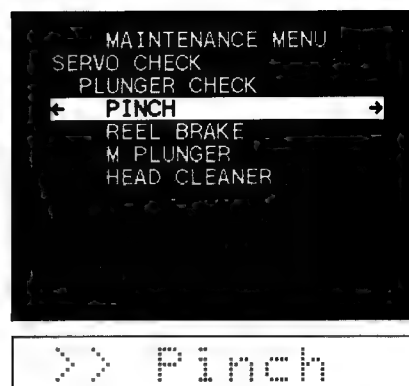 MAINTENANCE MENU
SERVO CHECK
PLUNGER CHECK
← PINCH →
REEL BRAKE
M PLUNGER
HEAD CLEANER
>> Pinch